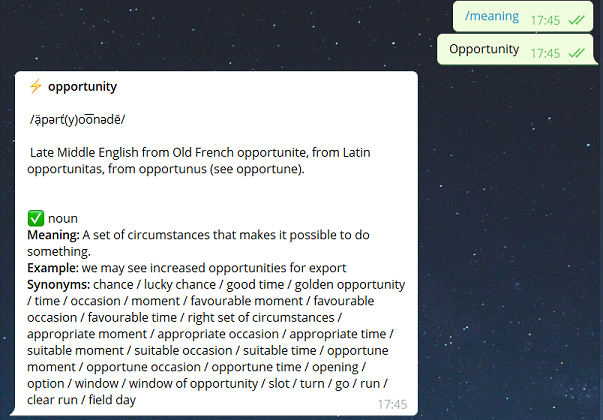 /meaning 17:45
Opportunity 17:45
⚡ opportunity
/ˌäpərˈt(y)o͞onədē/
Late Middle English from Old French opportunite, from Latin
opportunitas, from opportunus (see opportune).
✅ noun
Meaning: A set of circumstances that makes it possible to do
something.
Example: we may see increased opportunities for export
Synonyms: chance / lucky chance / good time / golden opportunity
/ time / occasion / moment / favourable moment / favourable
occasion / favourable time / right set of circumstances /
appropriate moment / appropriate occasion / appropriate time /
suitable moment / suitable occasion / suitable time / opportune
moment / opportune occasion / opportune time / opening /
option / window / window of opportunity / slot / turn / go / run /
clear run / field day
17:45